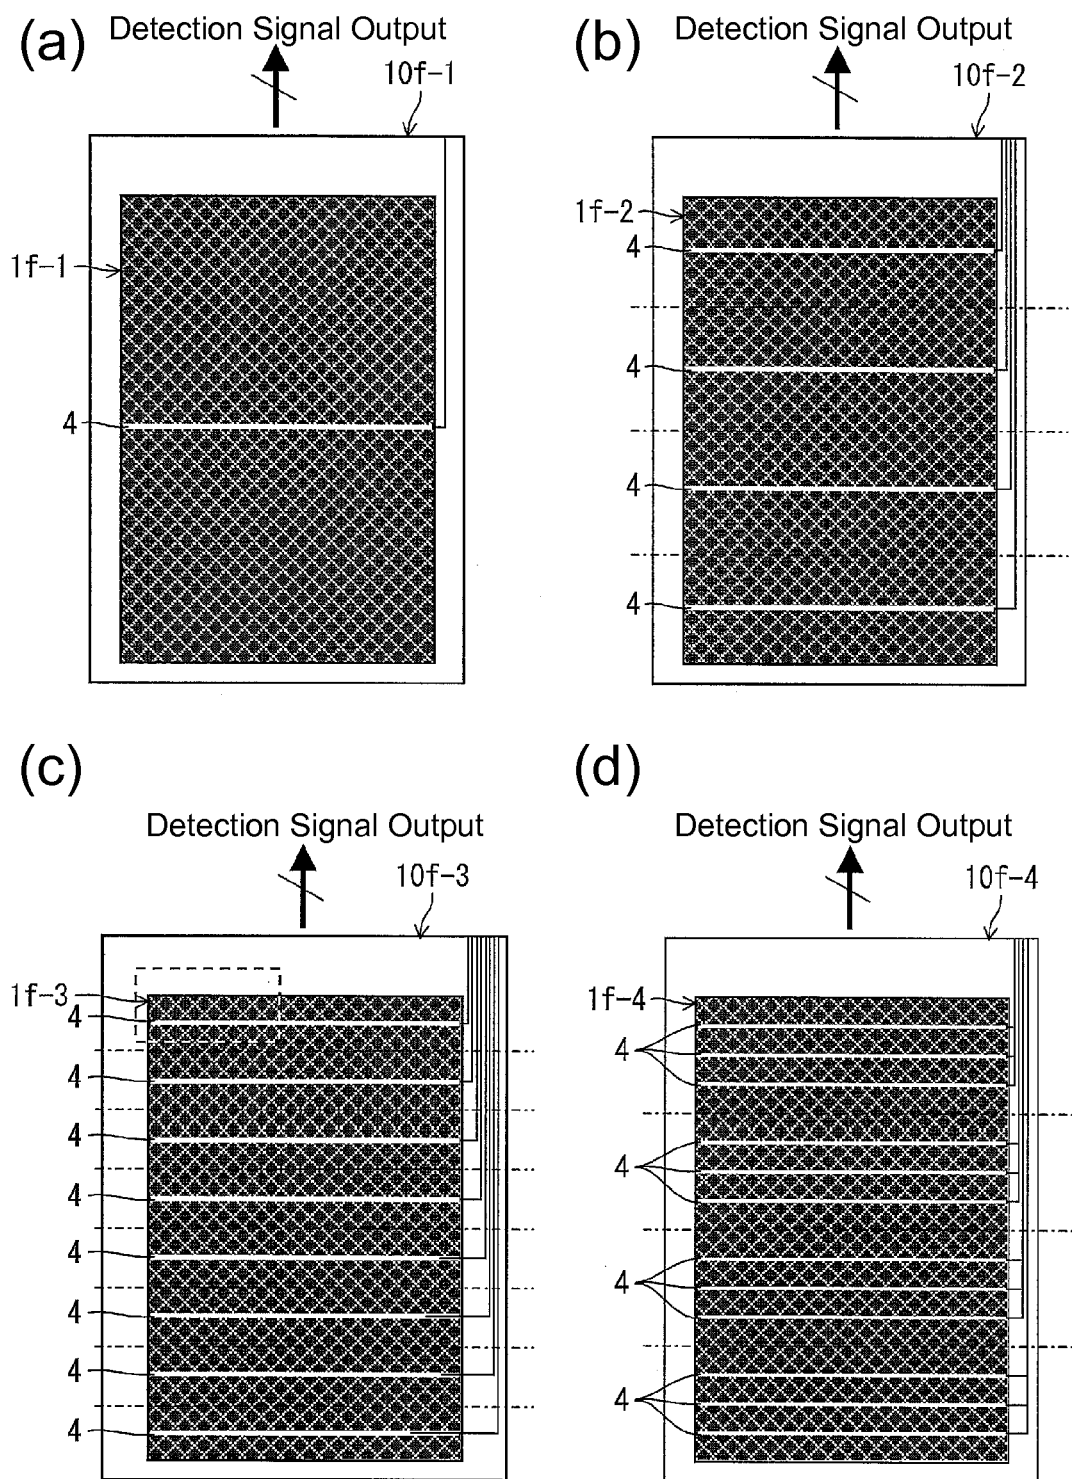 (a)
Detection Signal Output
10f-1
1f-1
4
(b)
Detection Signal Output
10f-2
1f-2
4
4
4
4
(c)
Detection Signal Output
10f-3
1f-3
4
4
4
4
4
4
4
4
(d)
Detection Signal Output
10f-4
1f-4
4
4
4
4